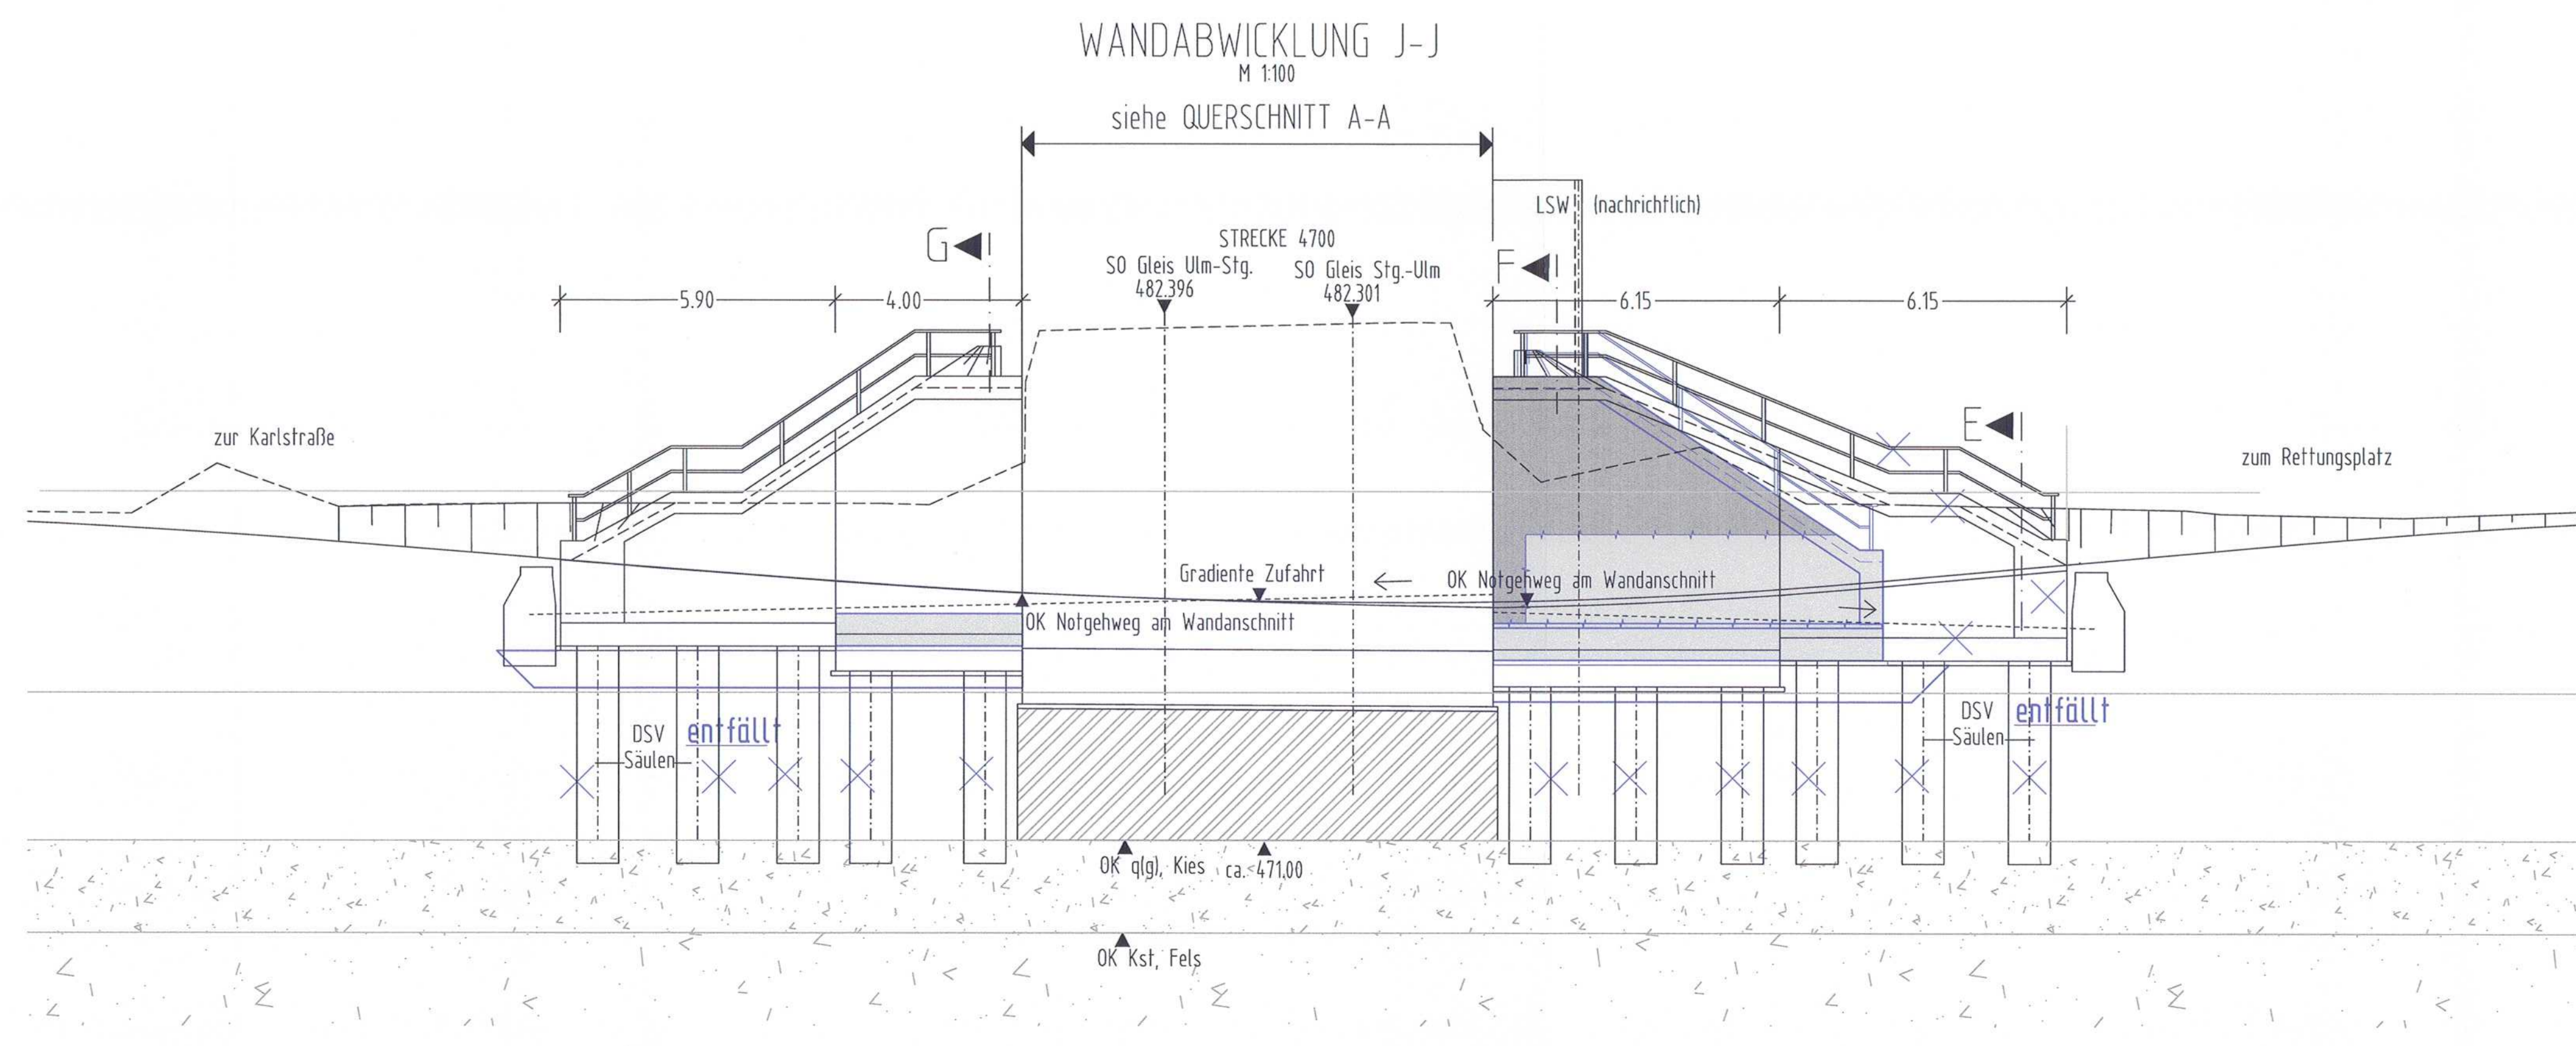 WANDABWICKLUNG J-J
M 1:100
siehe QUERSCHNITT A-A
LSW (nachrichtlich)
G
STRECKE 4700
F
SO Gleis Ulm-Stg.
482.396
SO Gleis Stg.-Ulm
482.301
5.90
4.00
6.15
6.15
E
zur Karlstraße
zum Rettungsplatz
Gradiente Zufahrt
OK Notgehweg am Wandanschnitt
OK Notgehweg am Wandanschnitt
DSV
Säulen
entfällt
DSV
Säulen
entfällt
OK q(g), Kies
ca. 471.00
OK Kst, Fels